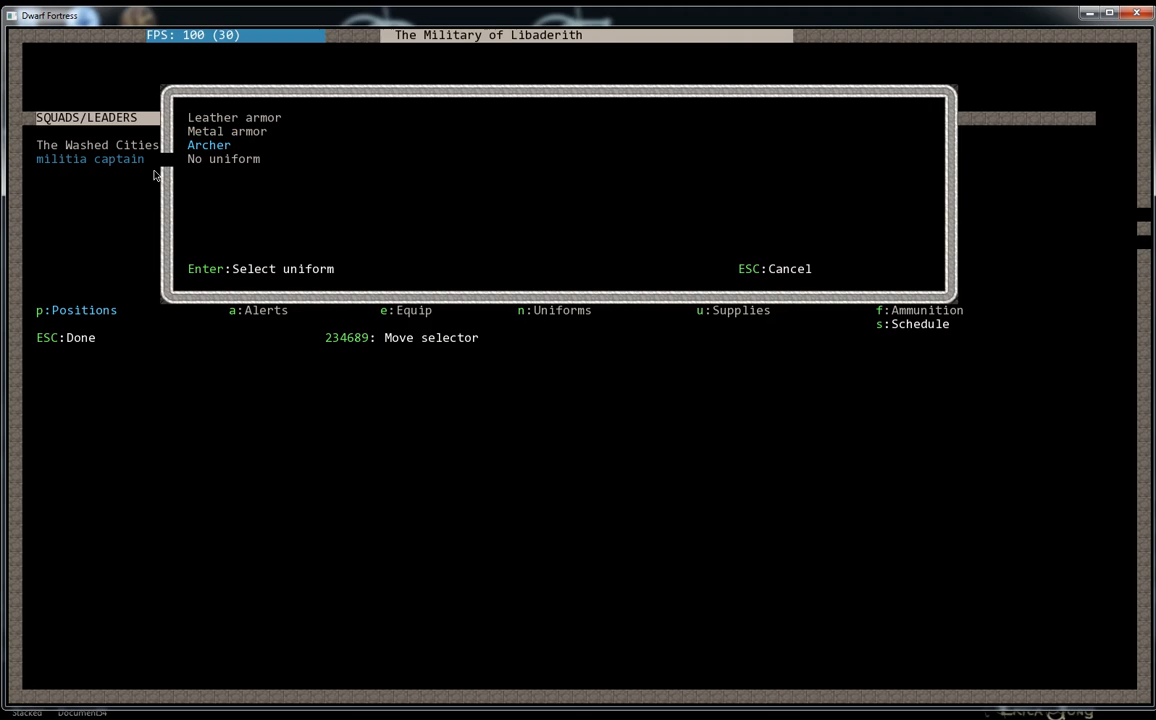 Dwarf Fortress
FPS: 100 (30) The Military of Libaderith
Leather armor
SQUADS/LEADERS
Metal armor
The Washed Cities Archer
militia captain No uniform
Enter:Select uniform ESC:Cancel
p:Positions a:Alerts e:Equip n:Uniforms u:Supplies f:Ammunition
s:Schedule
ESC:Done 234689: Move selector
Stacked